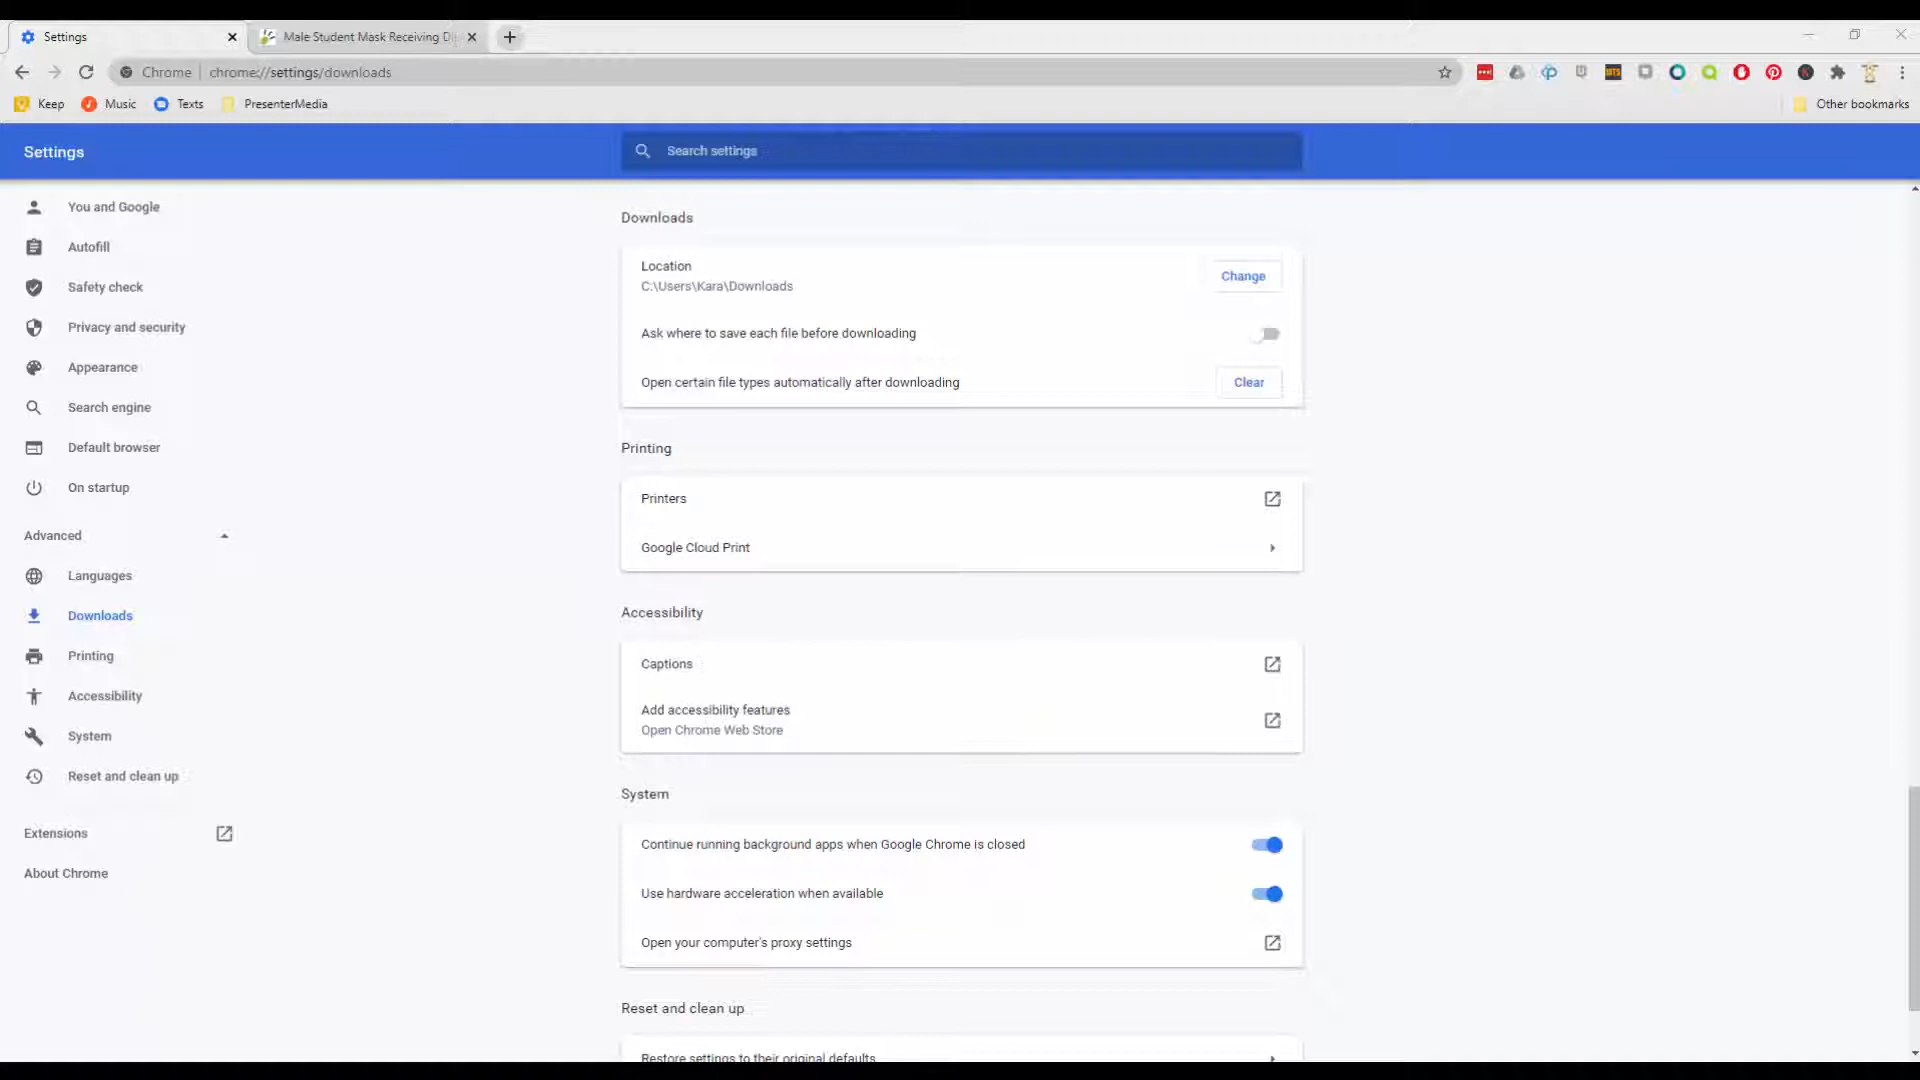 Settings
Male Student Mask Receiving Di
Chrome
chrome://settings/downloads
Keep
Music
Texts
PresenterMedia
Other bookmarks
Settings
Search settings
You and Google
Autofill
Safety check
Privacy and security
Appearance
Search engine
Default browser
On startup
Advanced
Languages
Downloads
Printing
Accessibility
System
Reset and clean up
Extensions
About Chrome
Downloads
Location
C:\Users\Kara\Downloads
Change
Ask where to save each file before downloading
Open certain file types automatically after downloading
Clear
Printing
Printers
Google Cloud Print
Accessibility
Captions
Add accessibility features
Open Chrome Web Store
System
Continue running background apps when Google Chrome is closed
Use hardware acceleration when available
Open your computer's proxy settings
Reset and clean up
Restore settings to their original defaults